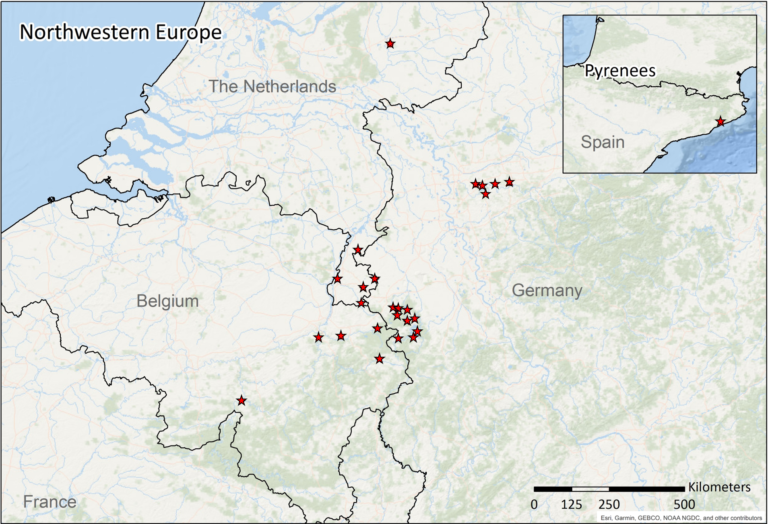 Northwestern Europe
The Netherlands
Pyrenees
Spain
Belgium
Germany
France
Kilometers
0 125 250 500
Esri, Garmin, GEBCO, NOAA NGDC, and other contributors